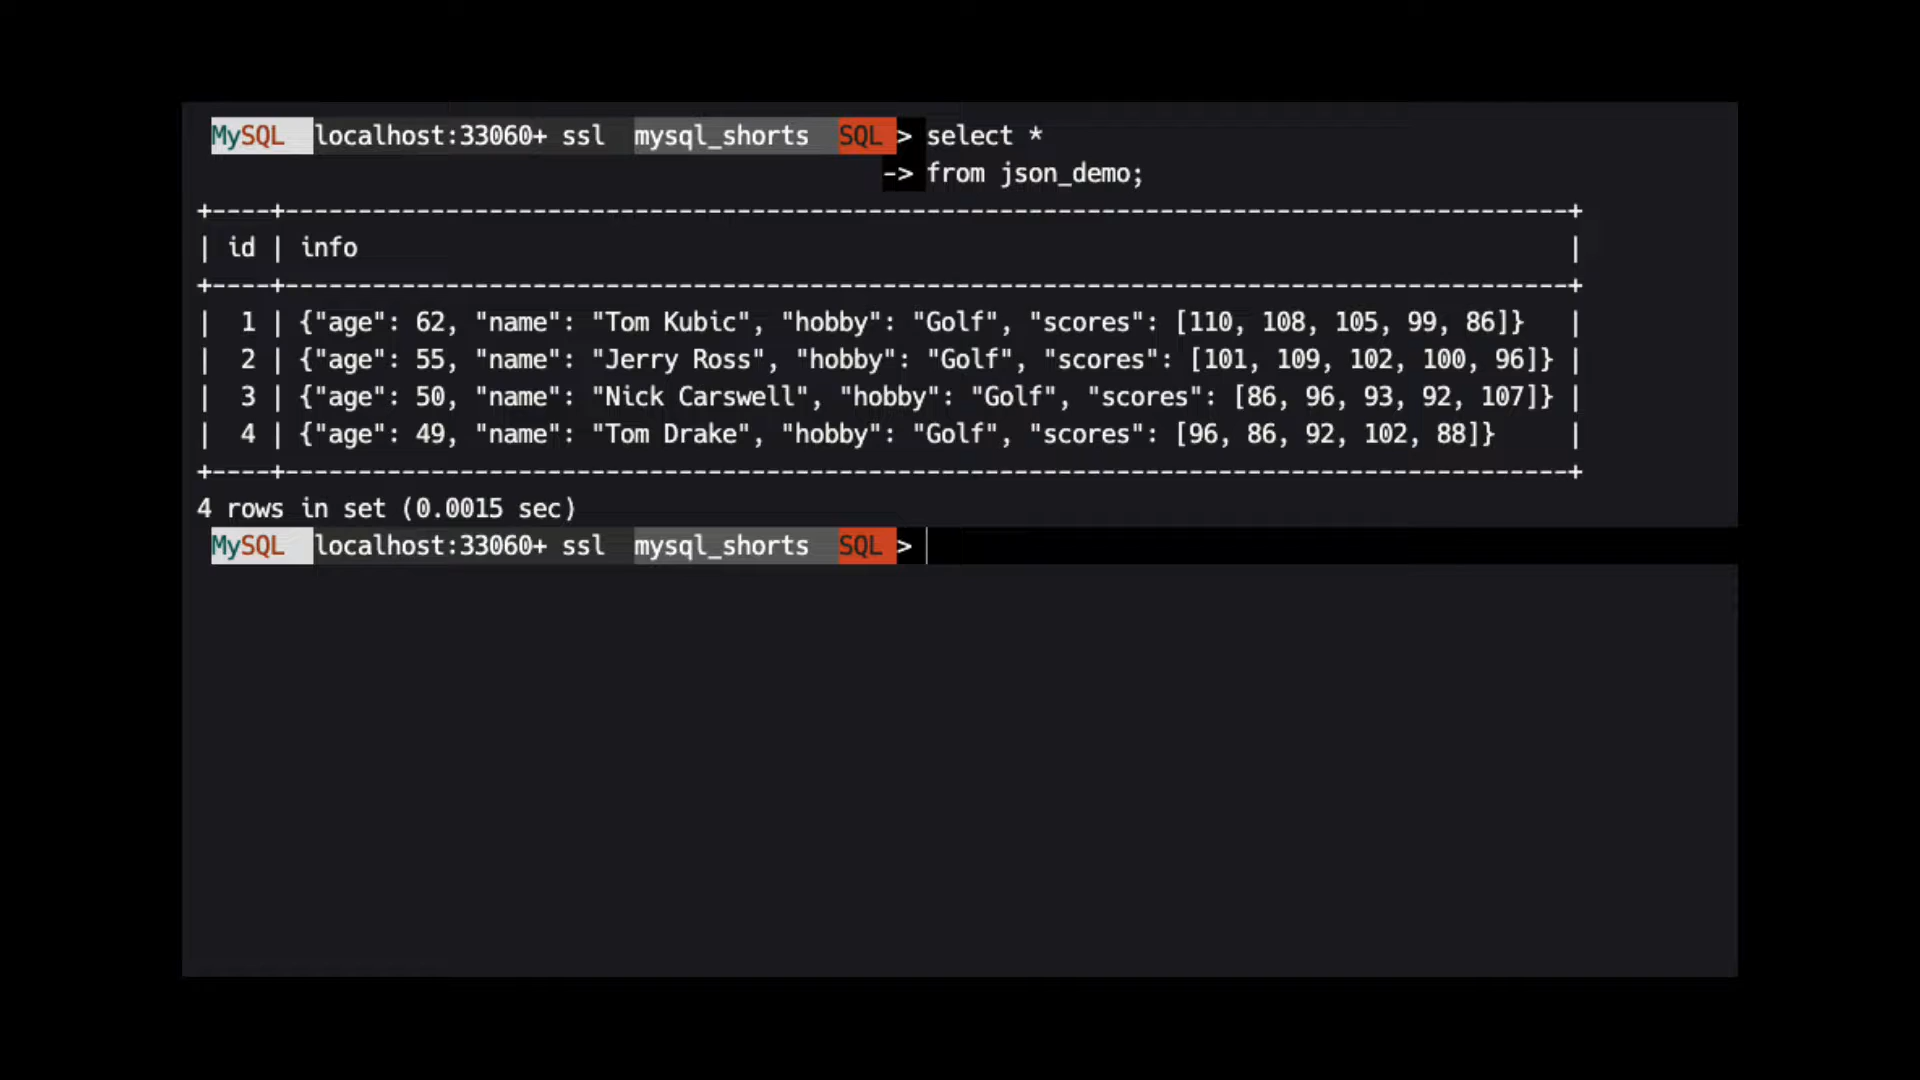 MySQL localhost:33060+ ssl mysql_shorts SQL > select *
-> from json_demo;
+----+----------------------------------------------------------------------------------------+
| id | info |
+----+----------------------------------------------------------------------------------------+
| 1 | {"age": 62, "name": "Tom Kubic", "hobby": "Golf", "scores": [110, 108, 105, 99, 86]} |
| 2 | {"age": 55, "name": "Jerry Ross", "hobby": "Golf", "scores": [101, 109, 102, 100, 96]} |
| 3 | {"age": 50, "name": "Nick Carswell", "hobby": "Golf", "scores": [86, 96, 93, 92, 107]} |
| 4 | {"age": 49, "name": "Tom Drake", "hobby": "Golf", "scores": [96, 86, 92, 102, 88]} |
+----+----------------------------------------------------------------------------------------+
4 rows in set (0.0015 sec)
MySQL localhost:33060+ ssl mysql_shorts SQL >